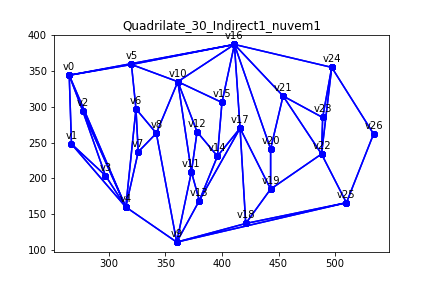 Quadrilate_30_Indirect1_nuvem1
400
350
300
250
200
150
100
300
350
400
450
500
v0
v1
v2
v3
v4
v5
v6
v7
v8
v9
v10
v11
v12
v13
v14
v15
v16
v17
v18
v19
v20
v21
v22
v23
v24
v25
v26